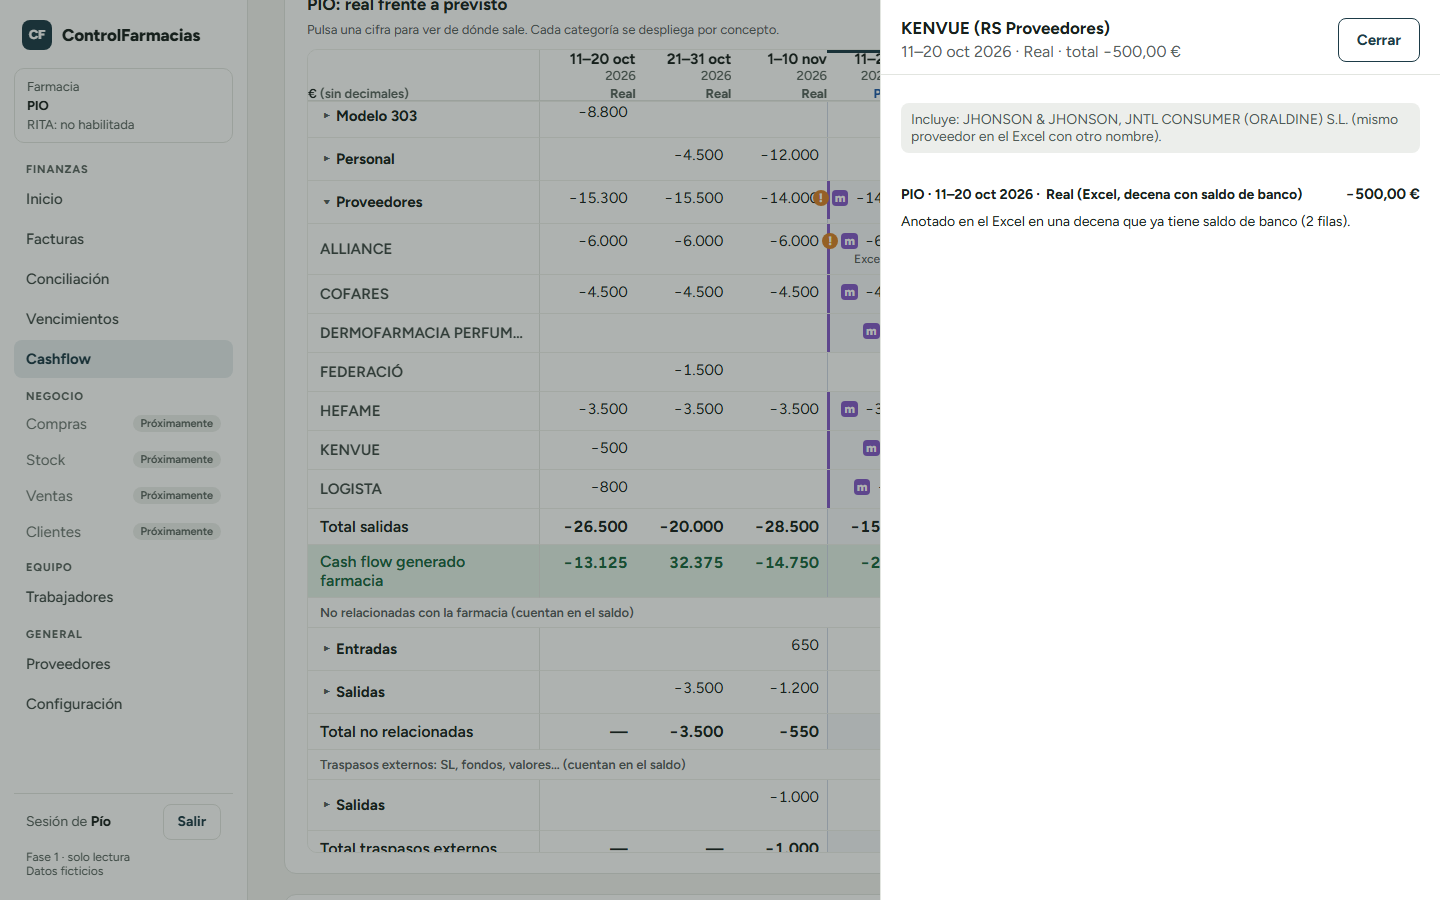 CF ControlFarmacias
Farmacia
PIO
RITA: no habilitada
FINANZAS
Inicio
Facturas
Conciliación
Vencimientos
Cashflow
NEGOCIO
Compras Próximamente
Stock Próximamente
Ventas Próximamente
Clientes Próximamente
EQUIPO
Trabajadores
GENERAL
Proveedores
Configuración
Sesión de Pío Salir
Fase 1 · solo lectura
Datos ficticios
PIO: real frente a previsto
Pulsa una cifra para ver de dónde sale. Cada categoría se despliega por concepto.
11–20 oct 21–31 oct 1–10 nov 11–2
2026 2026 2026 202
€ (sin decimales) Real Real Real P
▸ Modelo 303 −8.800
▸ Personal −4.500 −12.000
▾ Proveedores −15.300 −15.500 −14.000 ! m −14
ALLIANCE −6.000 −6.000 −6.000 ! m −6
Exce
COFARES −4.500 −4.500 −4.500 m −4
DERMOFARMACIA PERFUM... m
FEDERACIÓ −1.500
HEFAME −3.500 −3.500 −3.500 m −3
KENVUE −500 m
LOGISTA −800 m -
Total salidas −26.500 −20.000 −28.500 −15
Cash flow generado
farmacia −13.125 32.375 −14.750 −2
No relacionadas con la farmacia (cuentan en el saldo)
▸ Entradas 650
▸ Salidas −3.500 −1.200
Total no relacionadas — −3.500 −550
Traspasos externos: SL, fondos, valores... (cuentan en el saldo)
▸ Salidas −1.000
Total traspasos externos — — −1.000
KENVUE (RS Proveedores)
11–20 oct 2026 · Real · total −500,00 €
Cerrar
Incluye: JHONSON & JHONSON, JNTL CONSUMER (ORALDINE) S.L. (mismo
proveedor en el Excel con otro nombre).
PIO · 11–20 oct 2026 · Real (Excel, decena con saldo de banco) −500,00 €
Anotado en el Excel en una decena que ya tiene saldo de banco (2 filas).